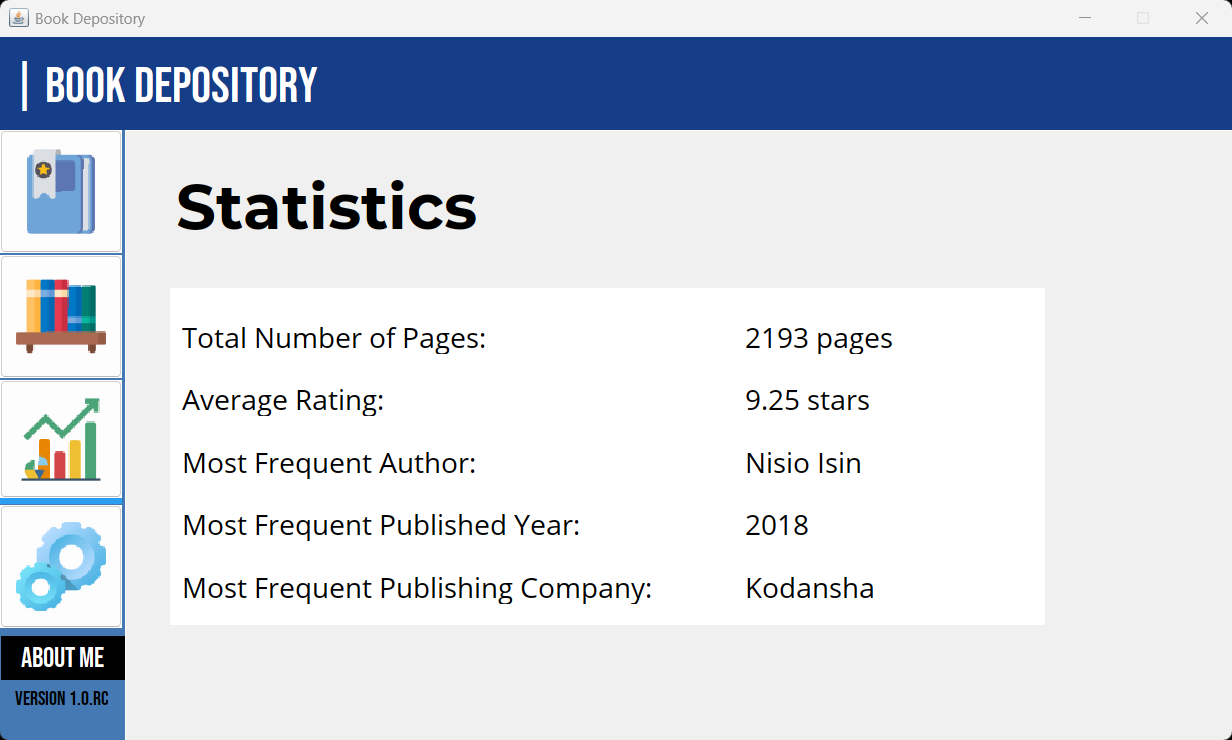 Book Depository
| BOOK DEPOSITORY
Statistics
Total Number of Pages: 2193 pages
Average Rating: 9.25 stars
Most Frequent Author: Nisio Isin
Most Frequent Published Year: 2018
Most Frequent Publishing Company: Kodansha
ABOUT ME
VERSION 1.0.RC